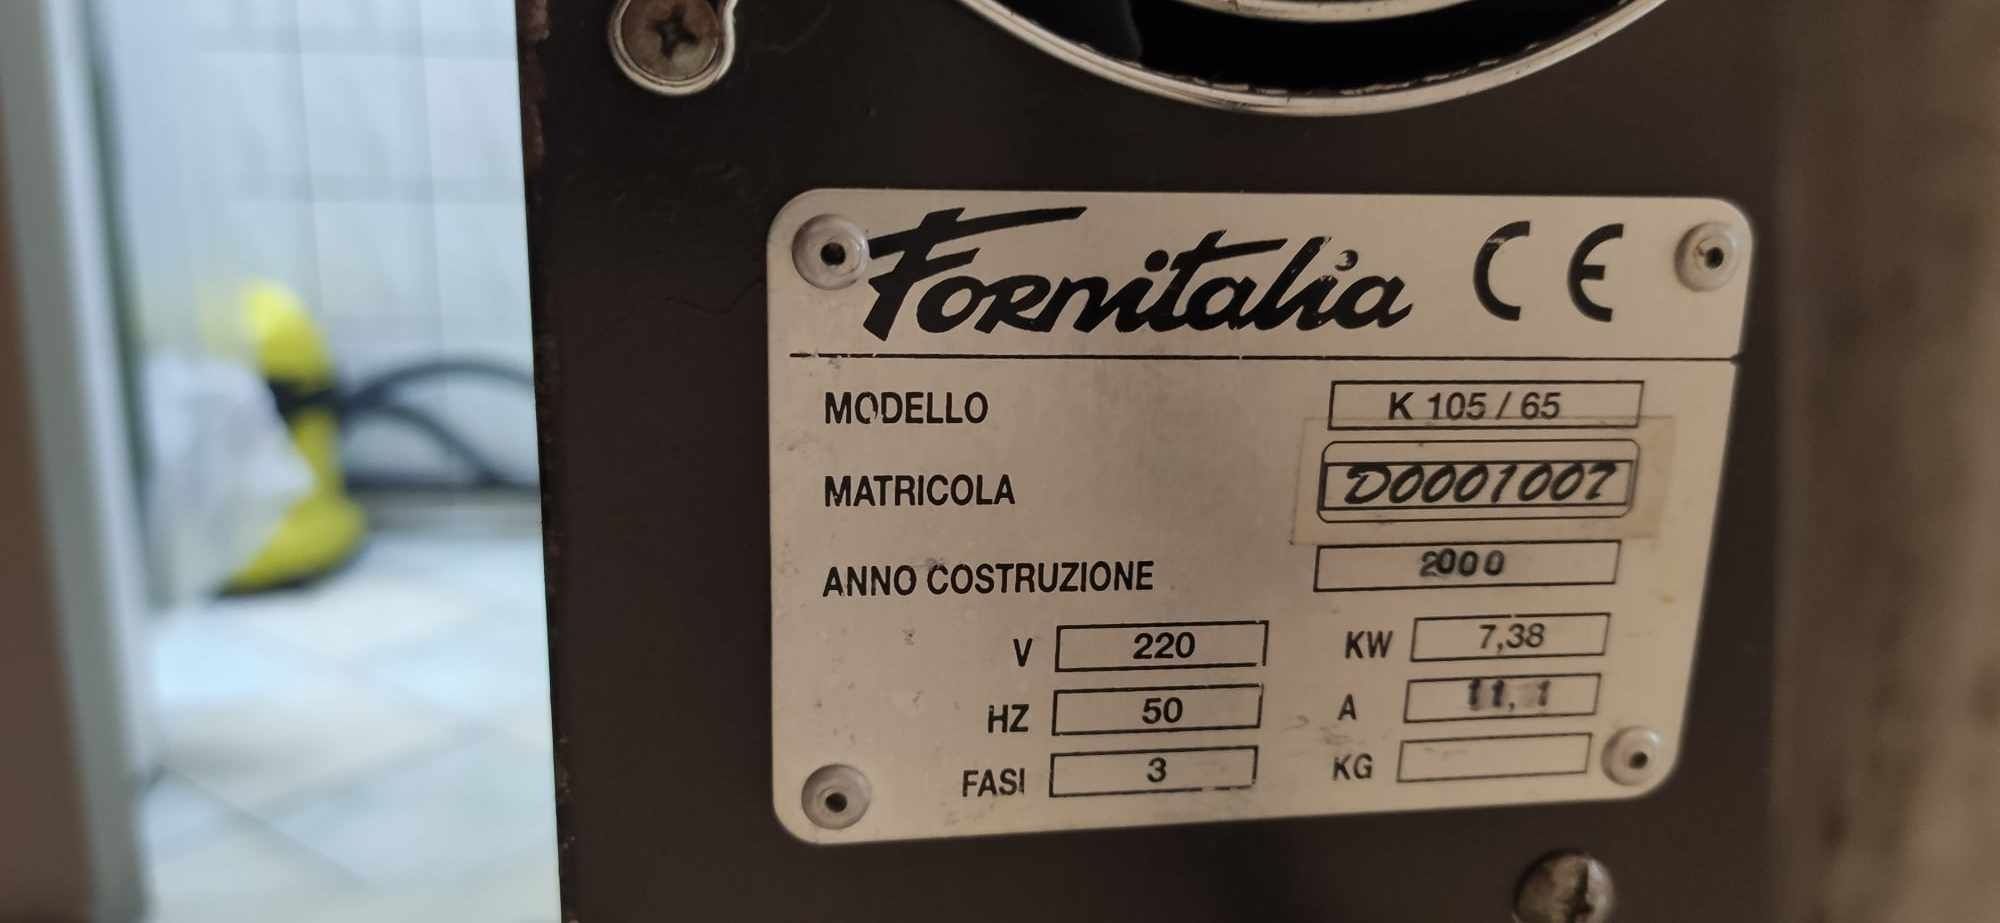 Fornitalia CE
MODELLO K 105 / 65
MATRICOLA D0001007
ANNO COSTRUZIONE 2000
V 220 KW 7,38
HZ 50 A 11,1
FASI 3 KG